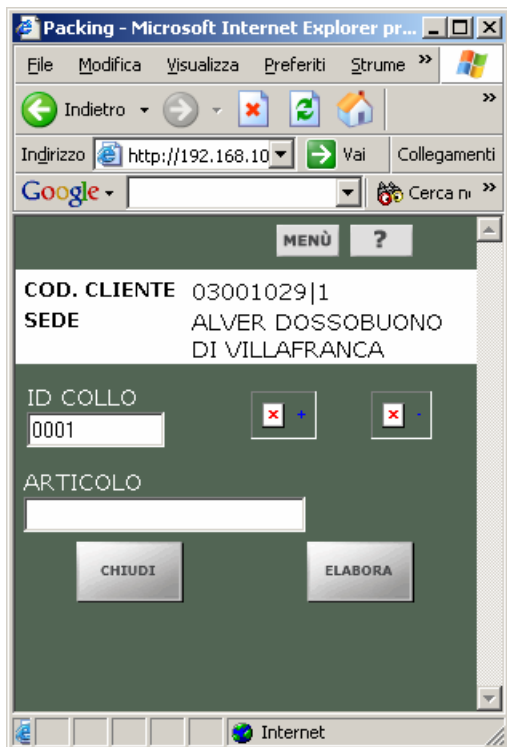 Packing - Microsoft Internet Explorer pr...
File Modifica Visualizza Preferiti Strume »
Indietro »
Indirizzo http://192.168.10 Vai Collegamenti
Google Cerca »
MENÙ ?
COD. CLIENTE 03001029|1
SEDE ALVER DOSSOBUONO
DI VILLAFRANCA
ID COLLO
+ -
0001
ARTICOLO
CHIUDI ELABORA
Internet